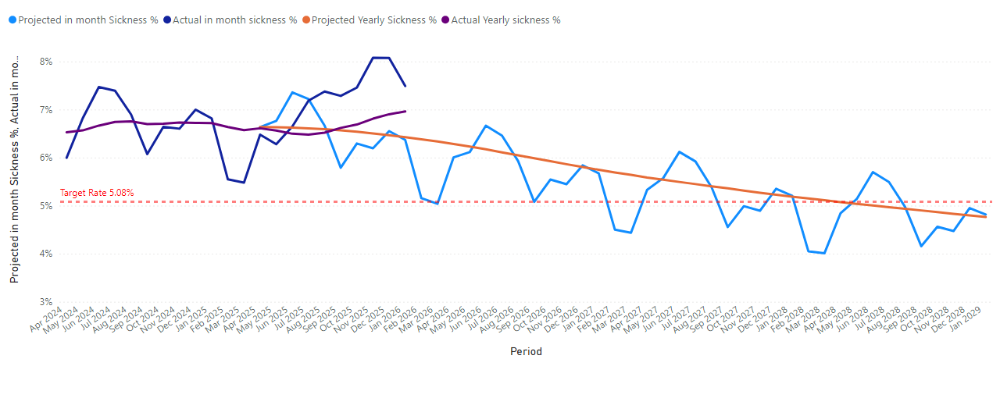 Projected in month Sickness % Actual in month sickness % Projected Yearly Sickness % Actual Yearly sickness %
Projected in month Sickness %, Actual in mo...
8%
7%
6%
Target Rate 5.08%
5%
4%
3%
Apr 2024 May 2024 Jun 2024 Jul 2024 Aug 2024 Sep 2024 Oct 2024 Nov 2024 Dec 2024 Jan 2025 Feb 2025 Mar 2025 Apr 2025 May 2025 Jun 2025 Jul 2025 Aug 2025 Sep 2025 Oct 2025 Nov 2025 Dec 2025 Jan 2026 Feb 2026 Mar 2026 Apr 2026 May 2026 Jun 2026 Jul 2026 Aug 2026 Sep 2026 Oct 2026 Nov 2026 Dec 2026 Jan 2027 Feb 2027 Mar 2027 Apr 2027 May 2027 Jun 2027 Jul 2027 Aug 2027 Sep 2027 Oct 2027 Nov 2027 Dec 2027 Jan 2028 Feb 2028 Mar 2028 Apr 2028 May 2028 Jun 2028 Jul 2028 Aug 2028 Sep 2028 Oct 2028 Nov 2028 Dec 2028 Jan 2029
Period